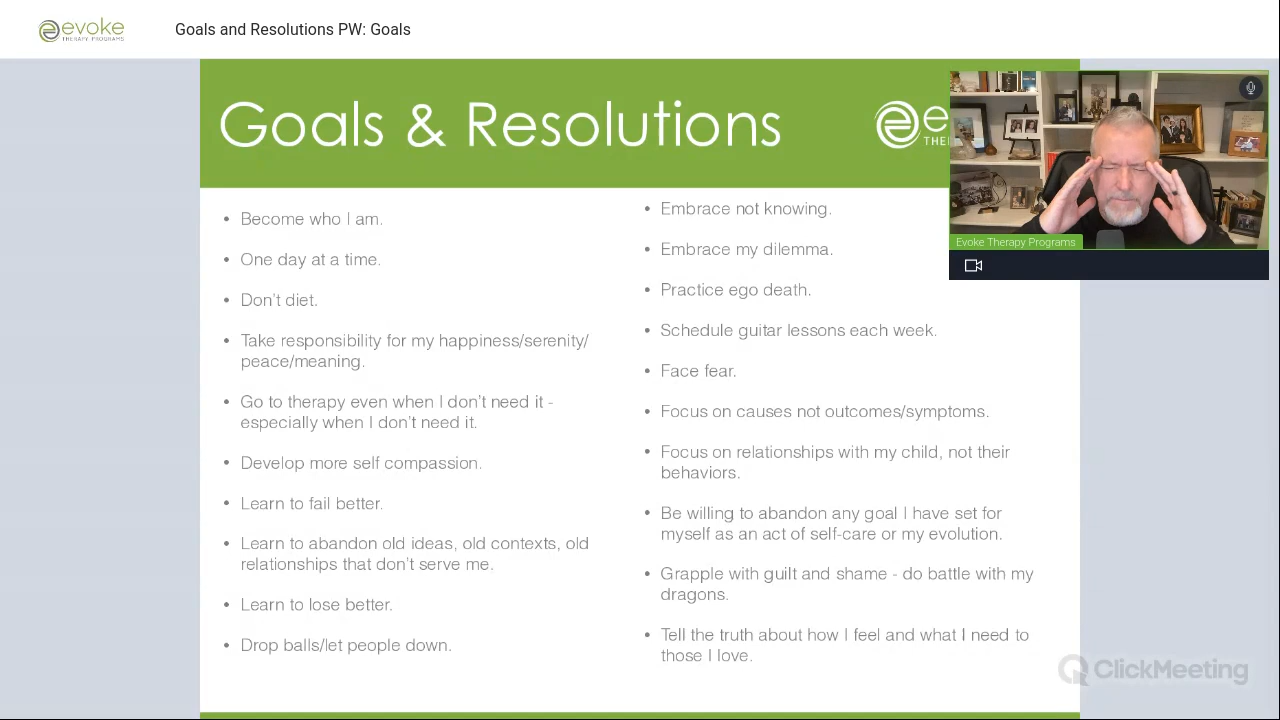 evoke
THERAPY PROGRAMS
Goals and Resolutions PW: Goals
Goals & Resolutions
e
THE
Evoke Therapy Programs
• Become who I am.
• One day at a time.
• Don't diet.
• Take responsibility for my happiness/serenity/
peace/meaning.
• Go to therapy even when I don't need it -
especially when I don't need it.
• Develop more self compassion.
• Learn to fail better.
• Learn to abandon old ideas, old contexts, old
relationships that don't serve me.
• Learn to lose better.
• Drop balls/let people down.
• Embrace not knowing.
• Embrace my dilemma.
• Practice ego death.
• Schedule guitar lessons each week.
• Face fear.
• Focus on causes not outcomes/symptoms.
• Focus on relationships with my child, not their
behaviors.
• Be willing to abandon any goal I have set for
myself as an act of self-care or my evolution.
• Grapple with guilt and shame - do battle with my
dragons.
• Tell the truth about how I feel and what I need to
those I love.
ClickMeeting